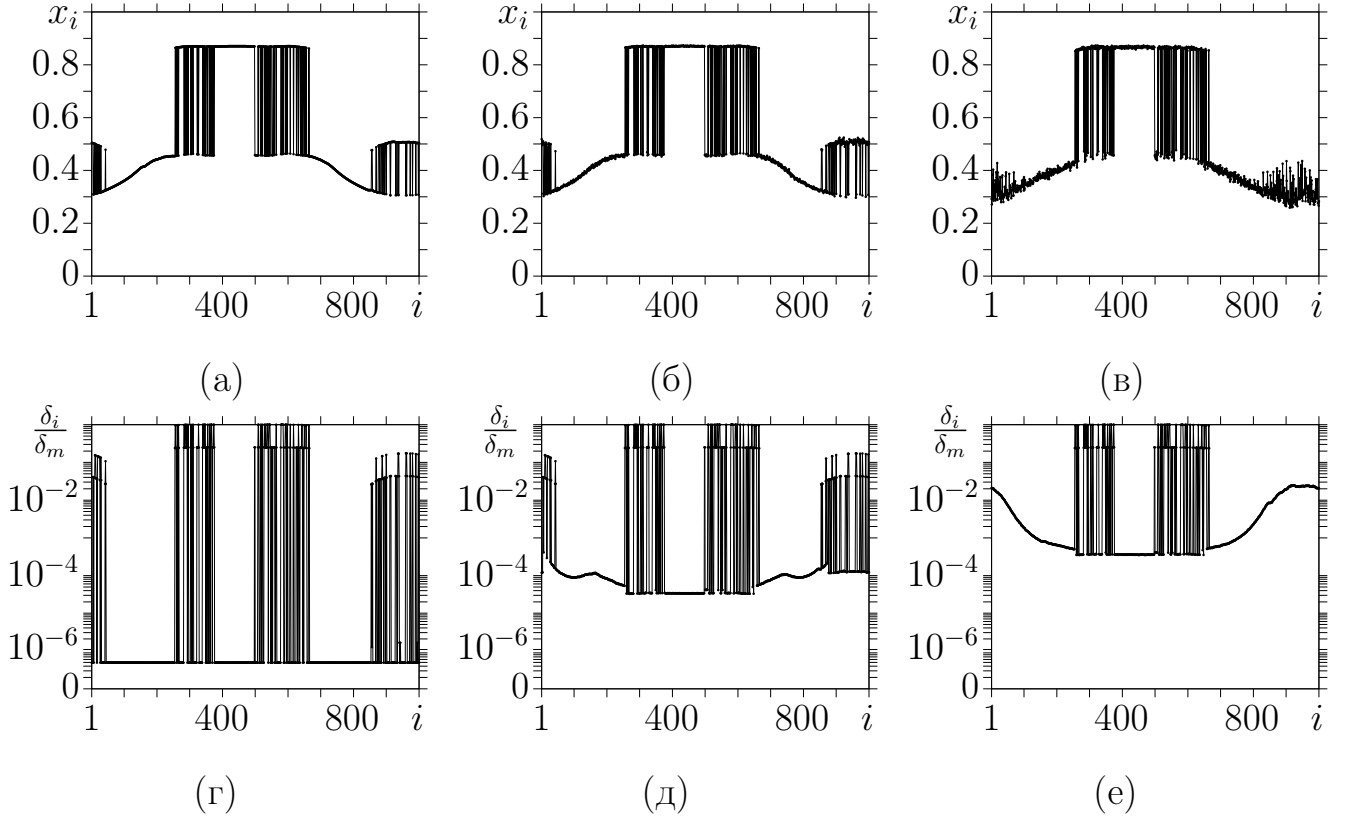 x_i x_i x_i
0.8 0.8 0.8
0.6 0.6 0.6
0.4 0.4 0.4
0.2 0.2 0.2
0 0 0
1 400 800 i 1 400 800 i 1 400 800 i
(а) (б) (в)
δ_i/δ_m δ_i/δ_m δ_i/δ_m
10^{-2} 10^{-2} 10^{-2}
10^{-4} 10^{-4} 10^{-4}
10^{-6} 10^{-6} 10^{-6}
0 0 0
1 400 800 i 1 400 800 i 1 400 800 i
(г) (д) (е)